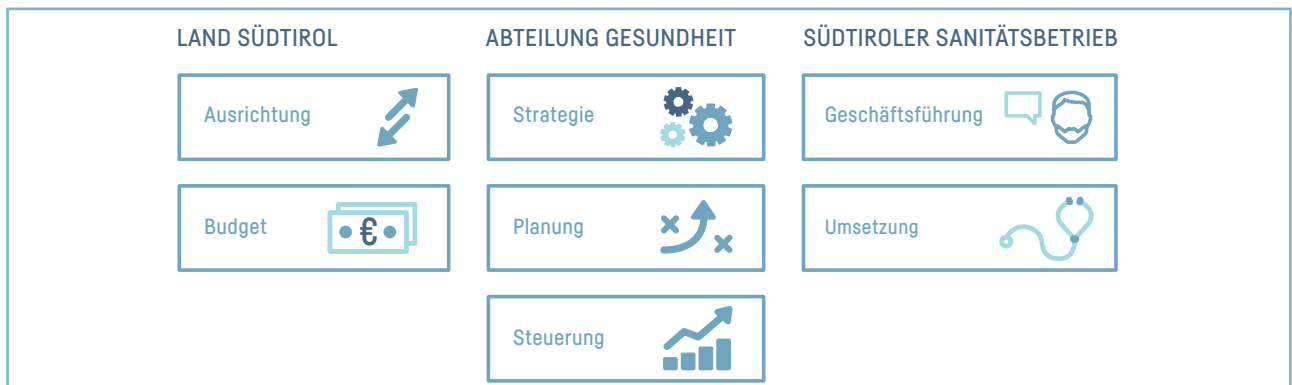 LAND SÜDTIROL
Ausrichtung
Budget
€
ABTEILUNG GESUNDHEIT
Strategie
Planung
Steuerung
SÜDTIROLER SANITÄTSBETRIEB
Geschäftsführung
Umsetzung